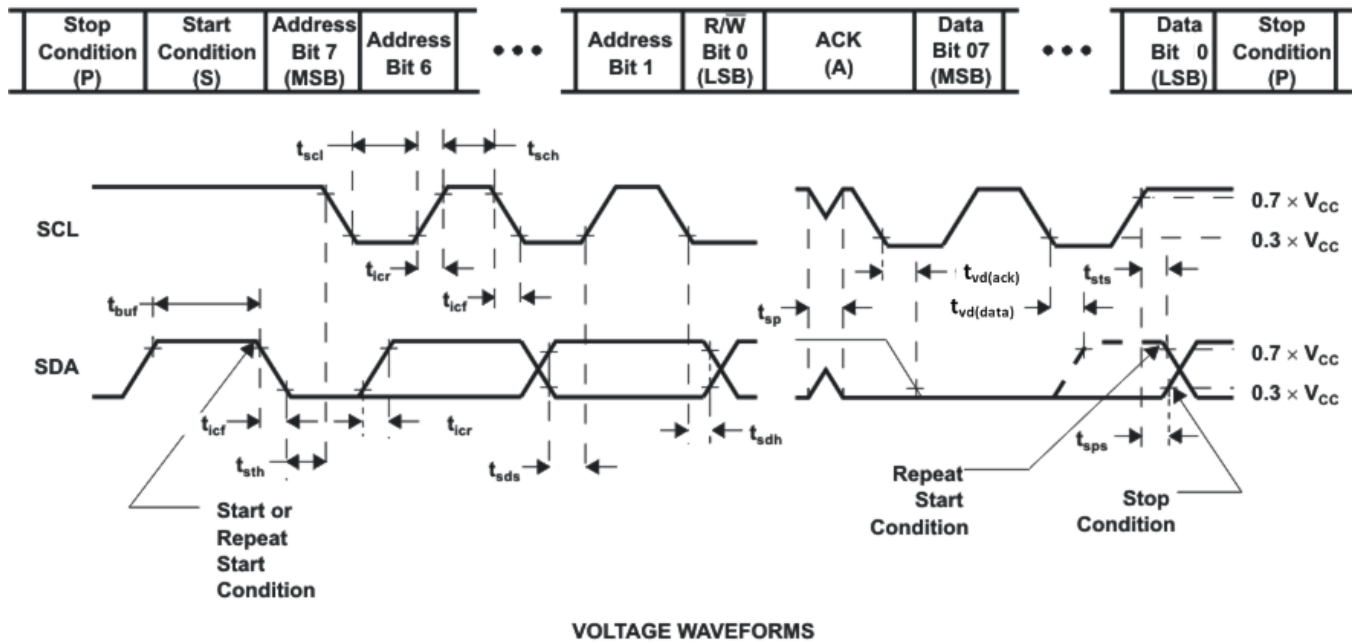 Stop Condition (P)
Start Condition (S)
Address Bit 7 (MSB)
Address Bit 6
•••
Address Bit 1
R/W̅ Bit 0 (LSB)
ACK (A)
Data Bit 07 (MSB)
•••
Data Bit 0 (LSB)
Stop Condition (P)
tscl
tsch
SCL
0.7 × VCC
0.3 × VCC
ticr
ticf
tvd(ack)
tsts
tbuf
tsp
tvd(data)
SDA
0.7 × VCC
0.3 × VCC
ticf
ticr
tsdh
tsps
tsth
tsds
Start or
Repeat
Start
Condition
Repeat
Start
Condition
Stop
Condition
VOLTAGE WAVEFORMS